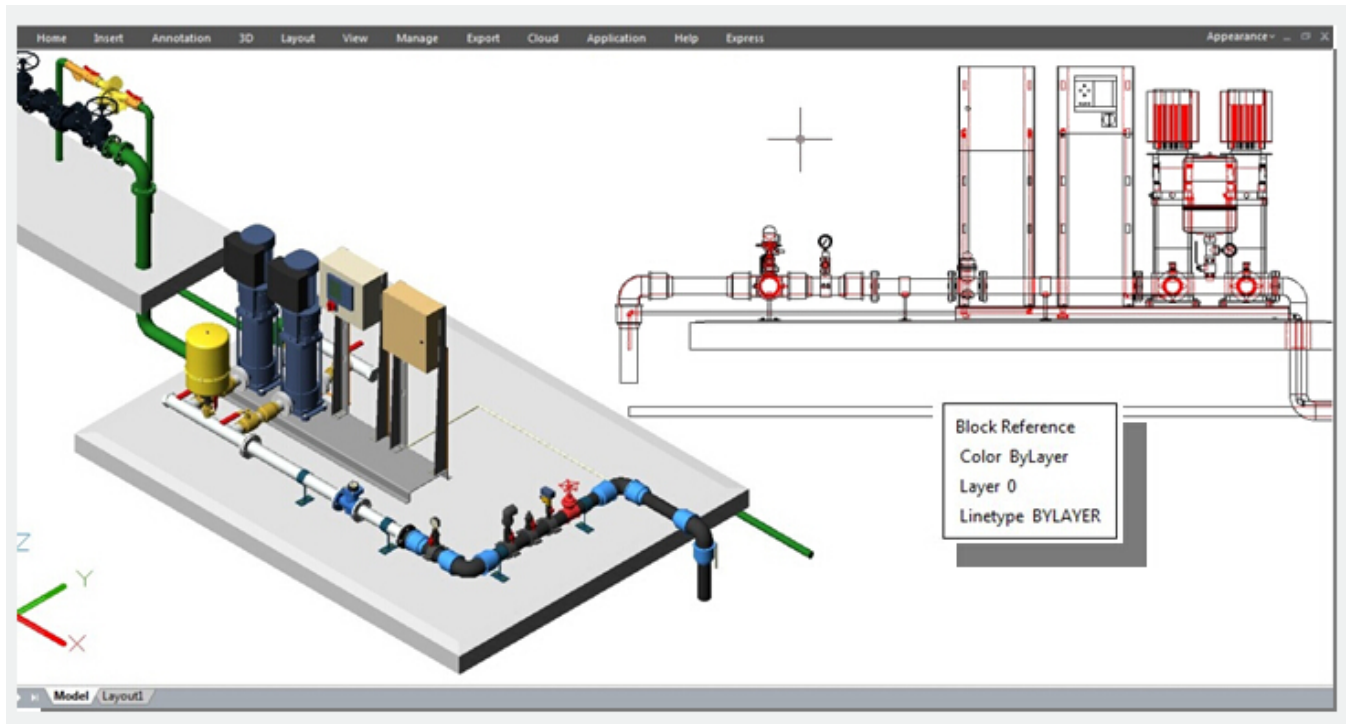 Home Insert Annotation 3D Layout View Manage Export Cloud Application Help Express Appearance
Block Reference
Color ByLayer
Layer 0
Linetype BYLAYER
Z
Y
X
Model Layout1